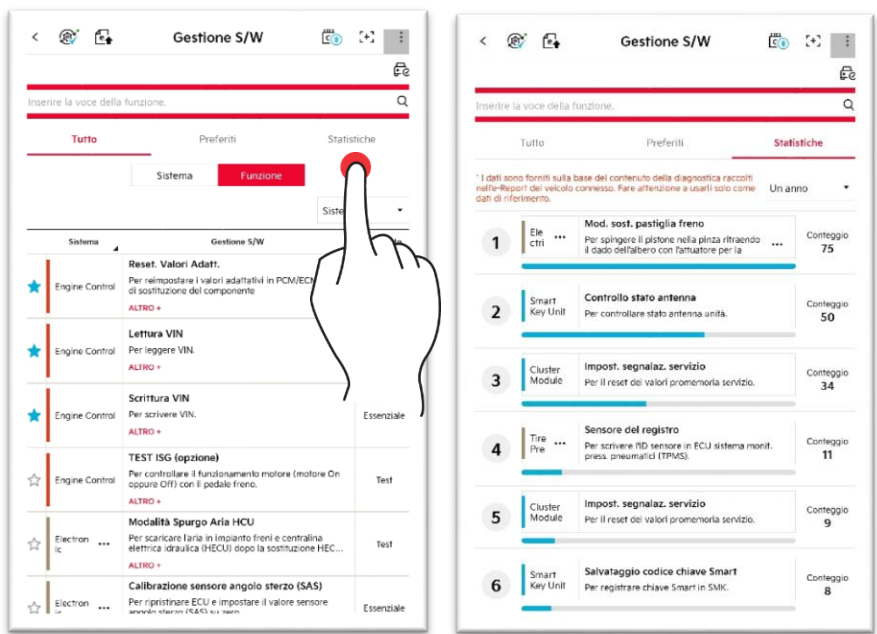 Gestione S/W
Inserire la voce della funzione.
Tutto Preferiti Statistiche
Sistema Funzione
Siste
Sistema Gestione S/W
Reset. Valori Adatt.
Engine Control Per reimpostare i valori adattativi in PCM/ECM
di sostituzione del componente
ALTRO +
Lettura VIN
Engine Control Per leggere VIN.
ALTRO +
Scrittura VIN
Engine Control Per scrivere VIN. Essenziale
ALTRO +
TEST ISG (opzione)
Engine Control Per controllare il funzionamento motore (motore On
oppure Off) con il pedale freno. Test
ALTRO +
Modalità Spurgo Aria HCU
Electron ic ... Per scaricare l'aria in impianto freni e centralina
elettrica idraulica (HECU) dopo la sostituzione HEC... Test
ALTRO +
Calibrazione sensore angolo sterzo (SAS)
Electron ... Per ripristinare ECU e impostare il valore sensore
angolo sterzo (SAS) su zero. Essenziale
Gestione S/W
Inserire la voce della funzione.
Tutto Preferiti Statistiche
* I dati sono forniti sulla base del contenuto della diagnostica raccolti
nell'e-Report del veicolo connesso. Fare attenzione a usarli solo come
dati di riferimento.
Un anno
1 Ele ctri ... Mod. sost. pastiglia freno
Per spingere il pistone nella pinza ritraendo
il dado dell'albero con l'attuatore per la ...
Conteggio
75
2 Smart Key Unit Controllo stato antenna
Per controllare stato antenna unità.
Conteggio
50
3 Cluster Module Impost. segnalaz. servizio
Per il reset dei valori promemoria servizio.
Conteggio
34
4 Tire Pre ... Sensore del registro
Per scrivere l'ID sensore in ECU sistema monit.
press. pneumatici (TPMS).
Conteggio
11
5 Cluster Module Impost. segnalaz. servizio
Per il reset dei valori promemoria servizio.
Conteggio
9
6 Smart Key Unit Salvataggio codice chiave Smart
Per registrare chiave Smart in SMK.
Conteggio
8